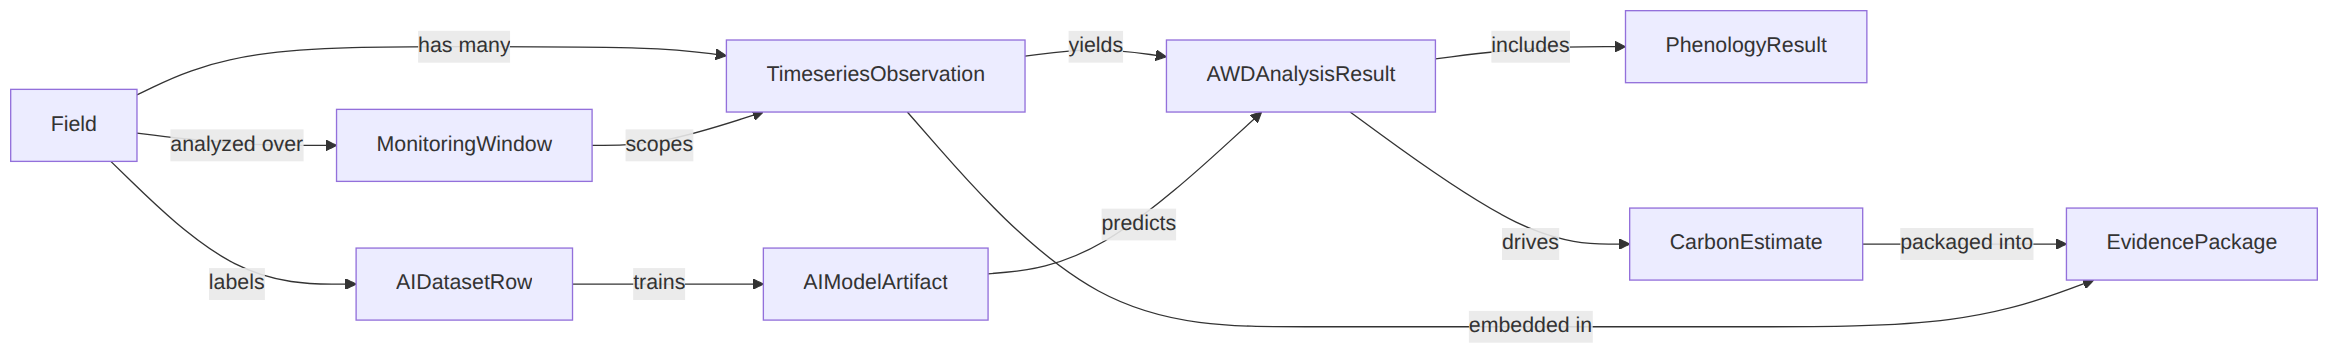 Field
has many
analyzed over
labels
MonitoringWindow
AIDatasetRow
scopes
trains
TimeseriesObservation
AIModelArtifact
yields
predicts
AWDAnalysisResult
includes
drives
embedded in
PhenologyResult
CarbonEstimate
packaged into
EvidencePackage